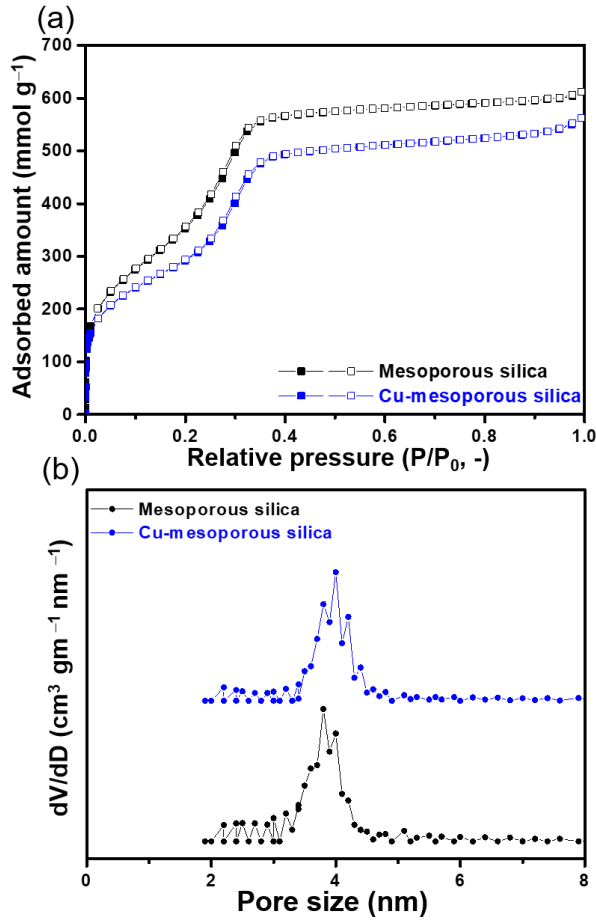 (a)
Adsorbed amount (mmol g⁻¹)
700
600
500
400
300
200
100
0
Mesoporous silica
Cu-mesoporous silica
0.0 0.2 0.4 0.6 0.8 1.0
Relative pressure (P/P₀, -)
(b)
Mesoporous silica
Cu-mesoporous silica
dV/dD (cm³ gm⁻¹ nm⁻¹)
0 2 4 6 8
Pore size (nm)